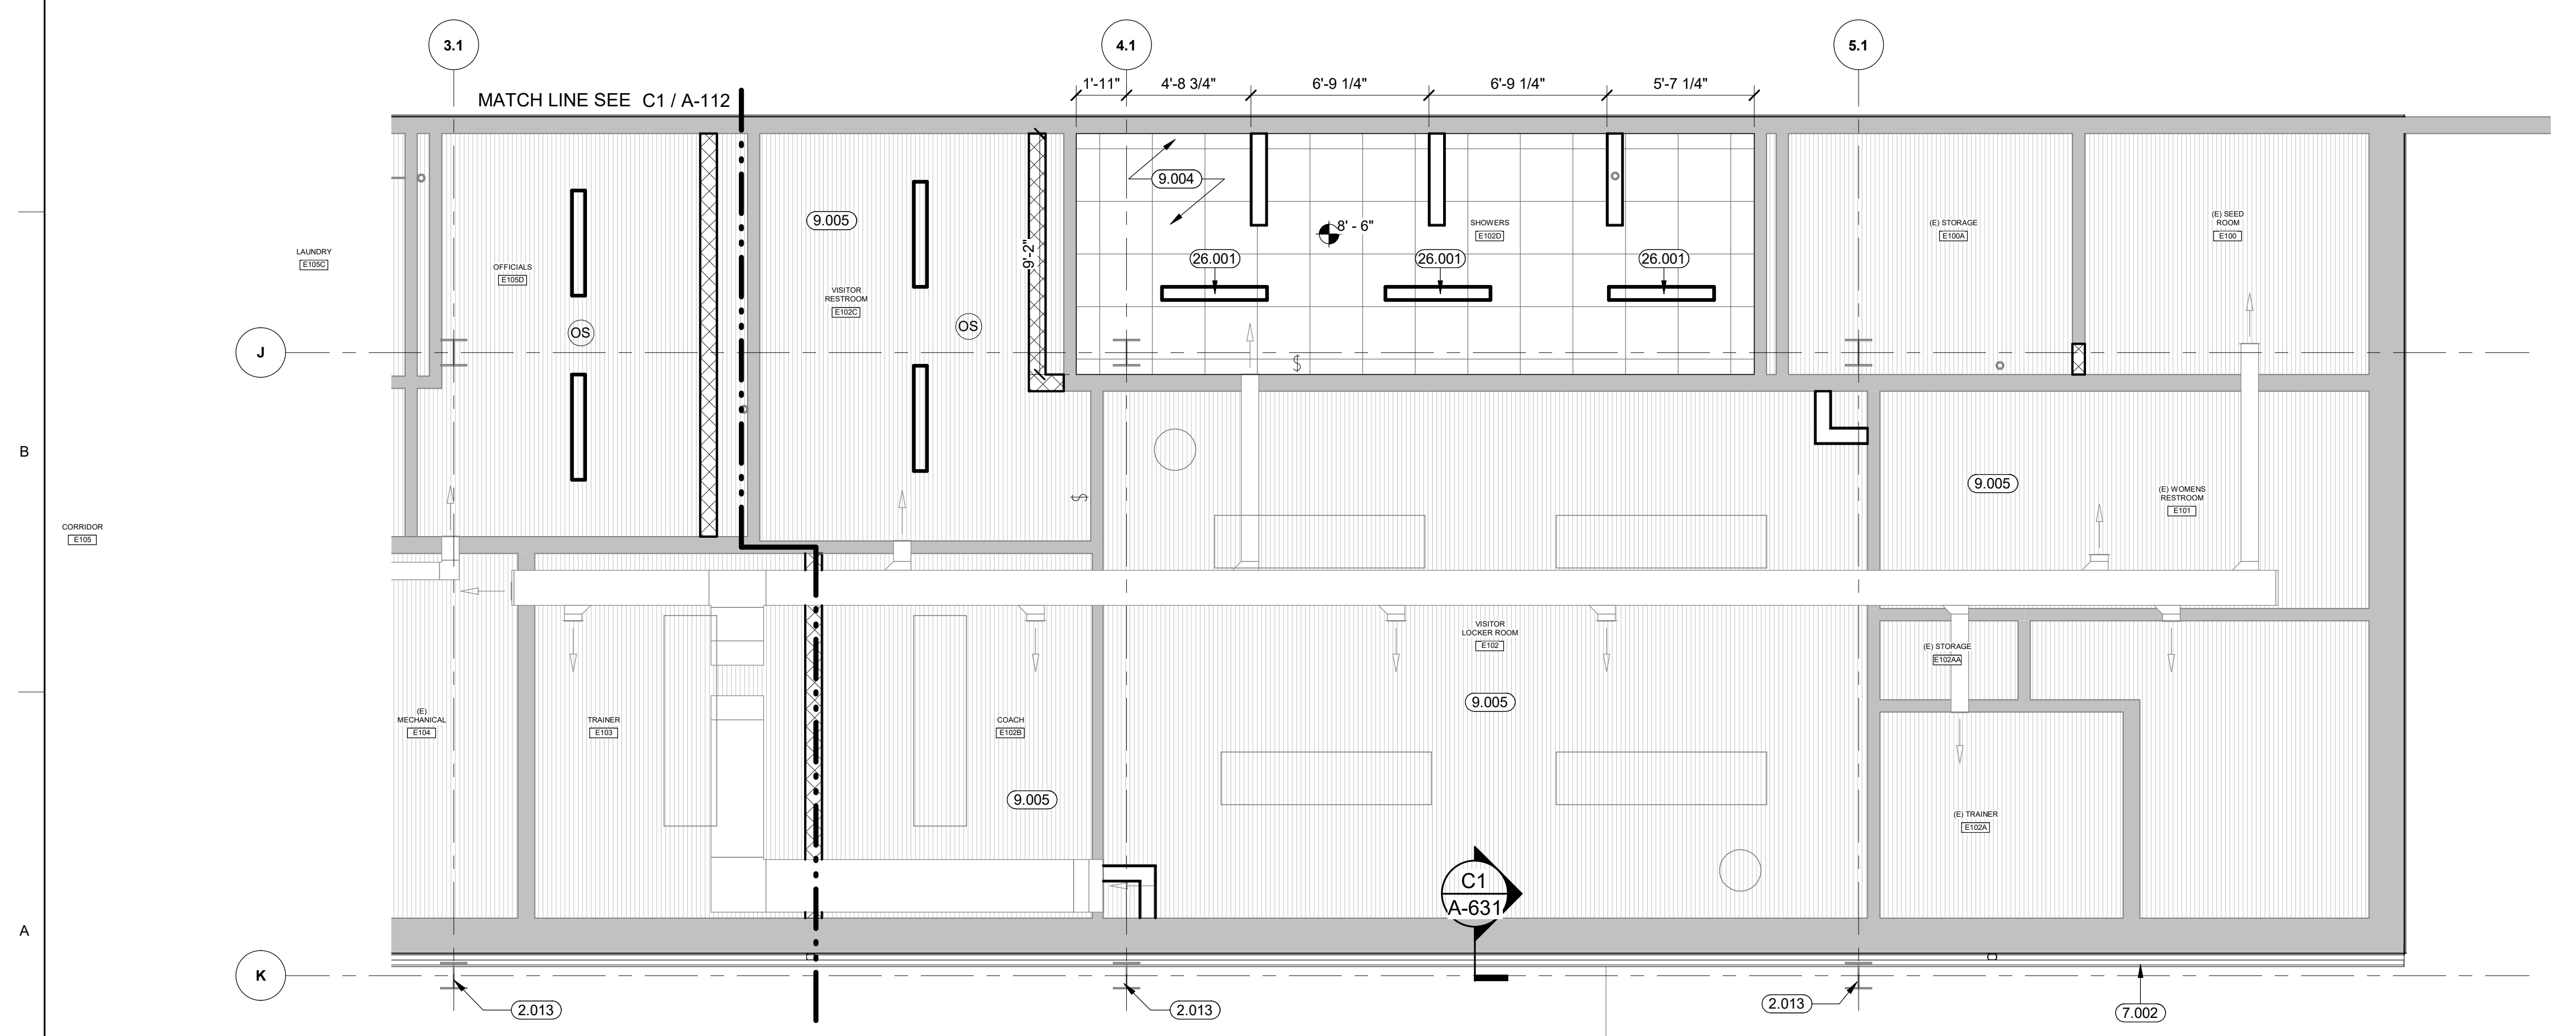 3.1
4.1
5.1
1'-11"
4'-8 3/4"
6'-9 1/4"
6'-9 1/4"
5'-7 1/4"
MATCH LINE SEE C1 / A-112
9.004
9.005
9'-2"
8' - 6"
SHOWERS
E102D
(E) STORAGE
E100A
(E) SEED
ROOM
E100
LAUNDRY
E105C
OFFICIALS
E105D
VISITOR
RESTROOM
E102C
26.001
26.001
26.001
OS
OS
J
$
B
$
9.005
(E) WOMENS
RESTROOM
E101
CORRIDOR
E105
VISITOR
LOCKER ROOM
E102
(E) STORAGE
E102AA
9.005
(E)
MECHANICAL
E104
TRAINER
E103
COACH
E102B
9.005
(E) TRAINER
E102A
C1
A-631
A
K
2.013
2.013
2.013
7.002